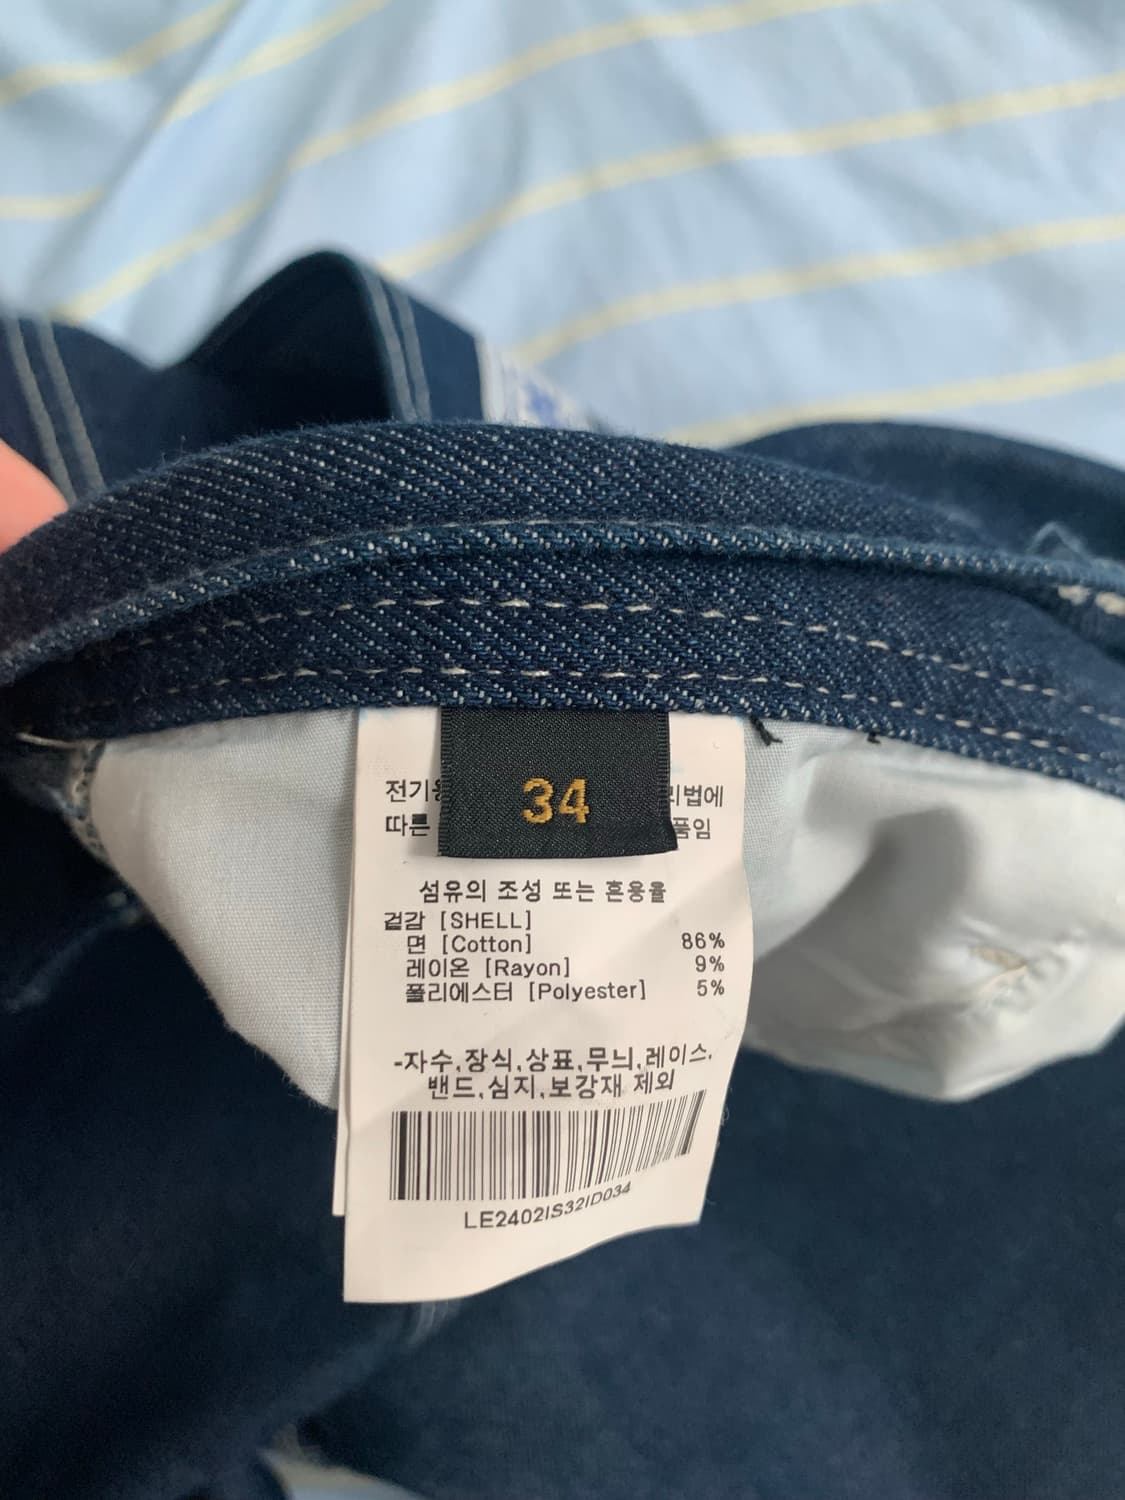 34
전기 리법에
따른 품임
섬유의 조성 또는 혼용율
겉감 [SHELL]
면 [Cotton] 86%
레이온 [Rayon] 9%
폴리에스터 [Polyester] 5%
-자수,장식,상표,무늬,레이스,
밴드,심지,보강재 제외
LE2402IS32ID034